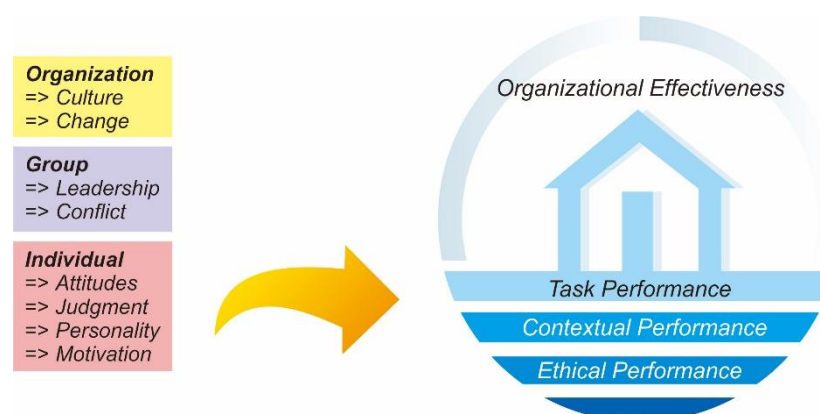 Organization
=> Culture
=> Change
Group
=> Leadership
=> Conflict
Individual
=> Attitudes
=> Judgment
=> Personality
=> Motivation
Organizational Effectiveness
Task Performance
Contextual Performance
Ethical Performance